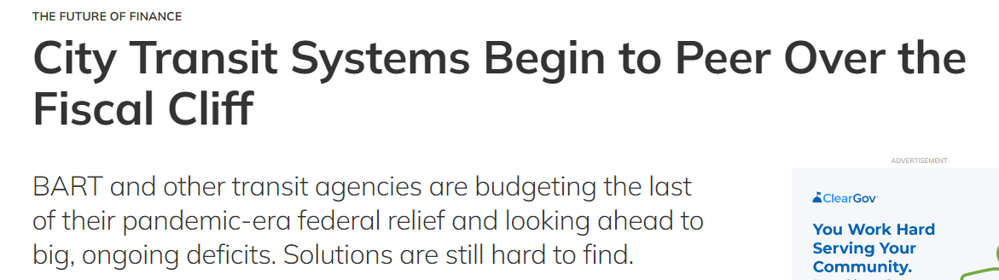 THE FUTURE OF FINANCE
City Transit Systems Begin to Peer Over the
Fiscal Cliff
BART and other transit agencies are budgeting the last
of their pandemic-era federal relief and looking ahead to
big, ongoing deficits. Solutions are still hard to find.
ADVERTISEMENT
ClearGov
You Work Hard
Serving Your
Community.